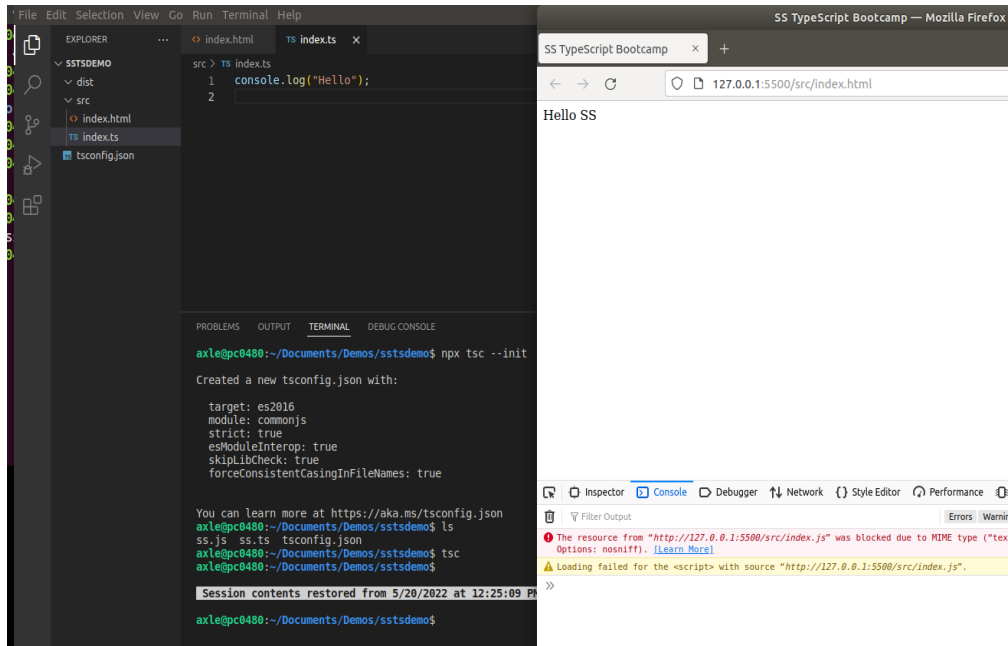 File Edit Selection View Go Run Terminal Help
EXPLORER ...
SSTSDEMO
dist
src
index.html
TS index.ts
tsconfig.json
index.html TS index.ts ×
src > TS index.ts
1 console.log("Hello");
2
PROBLEMS OUTPUT TERMINAL DEBUG CONSOLE
axle@pc0480:~/Documents/Demos/sstsdemo$ npx tsc --init
Created a new tsconfig.json with:
target: es2016
module: commonjs
strict: true
esModuleInterop: true
skipLibCheck: true
forceConsistentCasingInFileNames: true
You can learn more at https://aka.ms/tsconfig.json
axle@pc0480:~/Documents/Demos/sstsdemo$ ls
ss.js ss.ts tsconfig.json
axle@pc0480:~/Documents/Demos/sstsdemo$ tsc
axle@pc0480:~/Documents/Demos/sstsdemo$
Session contents restored from 5/20/2022 at 12:25:09 PM
axle@pc0480:~/Documents/Demos/sstsdemo$
SS TypeScript Bootcamp — Mozilla Firefox
SS TypeScript Bootcamp × +
127.0.0.1:5500/src/index.html
Hello SS
Inspector Console Debugger Network {} Style Editor Performance
Filter Output Errors
The resource from “http://127.0.0.1:5500/src/index.js” was blocked due to MIME type (“tex
Options: nosniff). [Learn More]
Loading failed for the <script> with source “http://127.0.0.1:5500/src/index.js”.